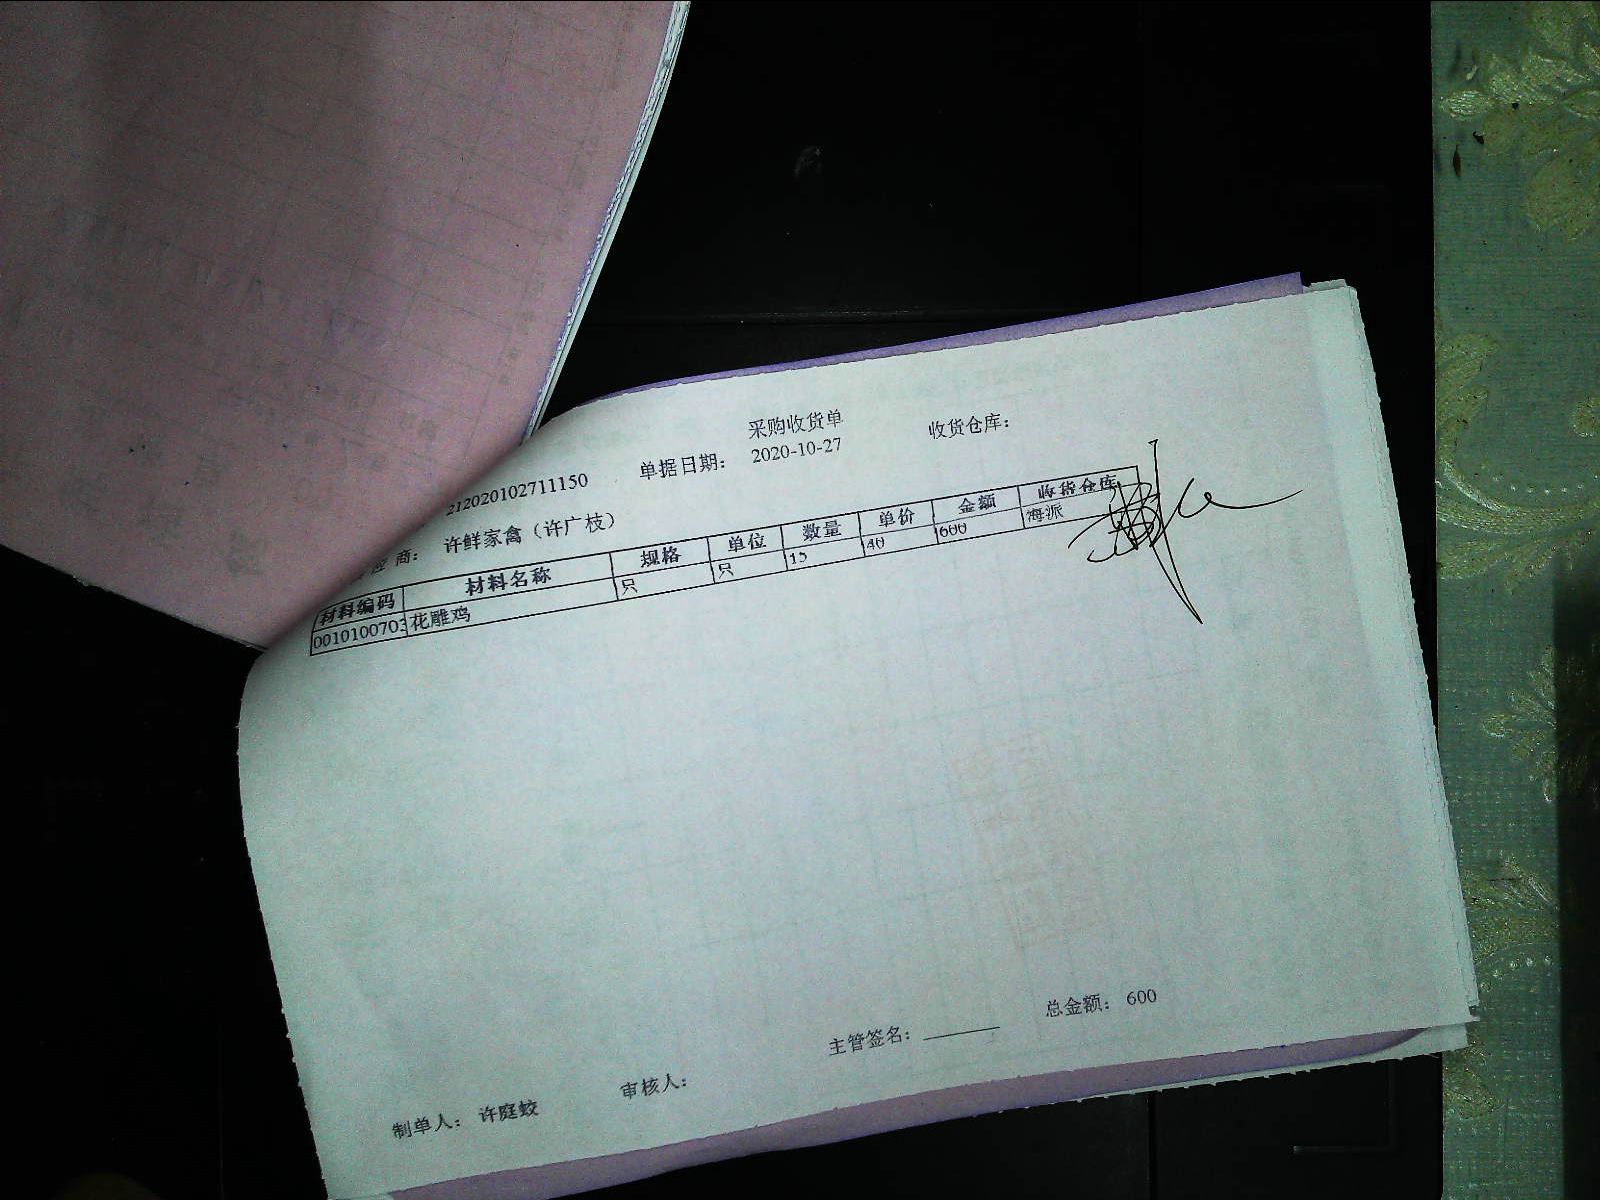 采购收货单
212020102711150 单据日期: 2020-10-27 收货仓库:
应商: 许鲜家禽（许广枝）
材料编码 材料名称 规格 单位 数量 单价 金额 收货仓库
0010100703 花雕鸡 只 只 15 40 600 海派
总金额: 600
主管签名:
审核人:
制单人: 许庭蛟